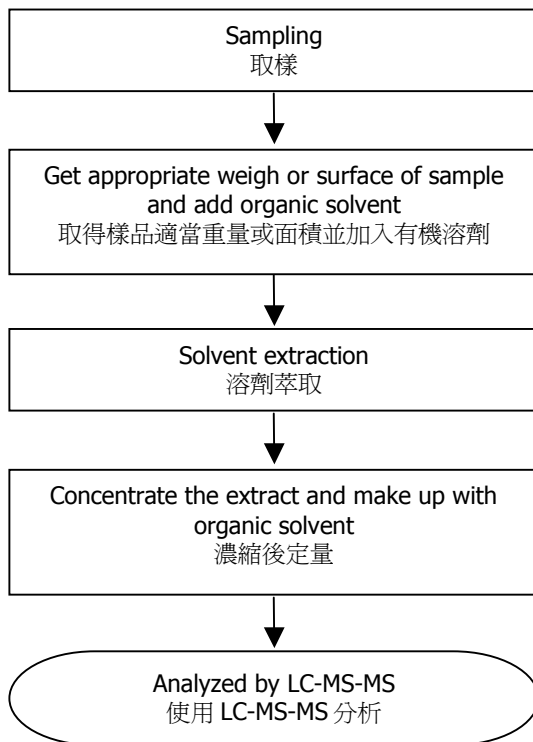 Sampling
取樣
Get appropriate weigh or surface of sample
and add organic solvent
取得樣品適當重量或面積並加入有機溶劑
Solvent extraction
溶劑萃取
Concentrate the extract and make up with
organic solvent
濃縮後定量
Analyzed by LC-MS-MS
使用 LC-MS-MS 分析